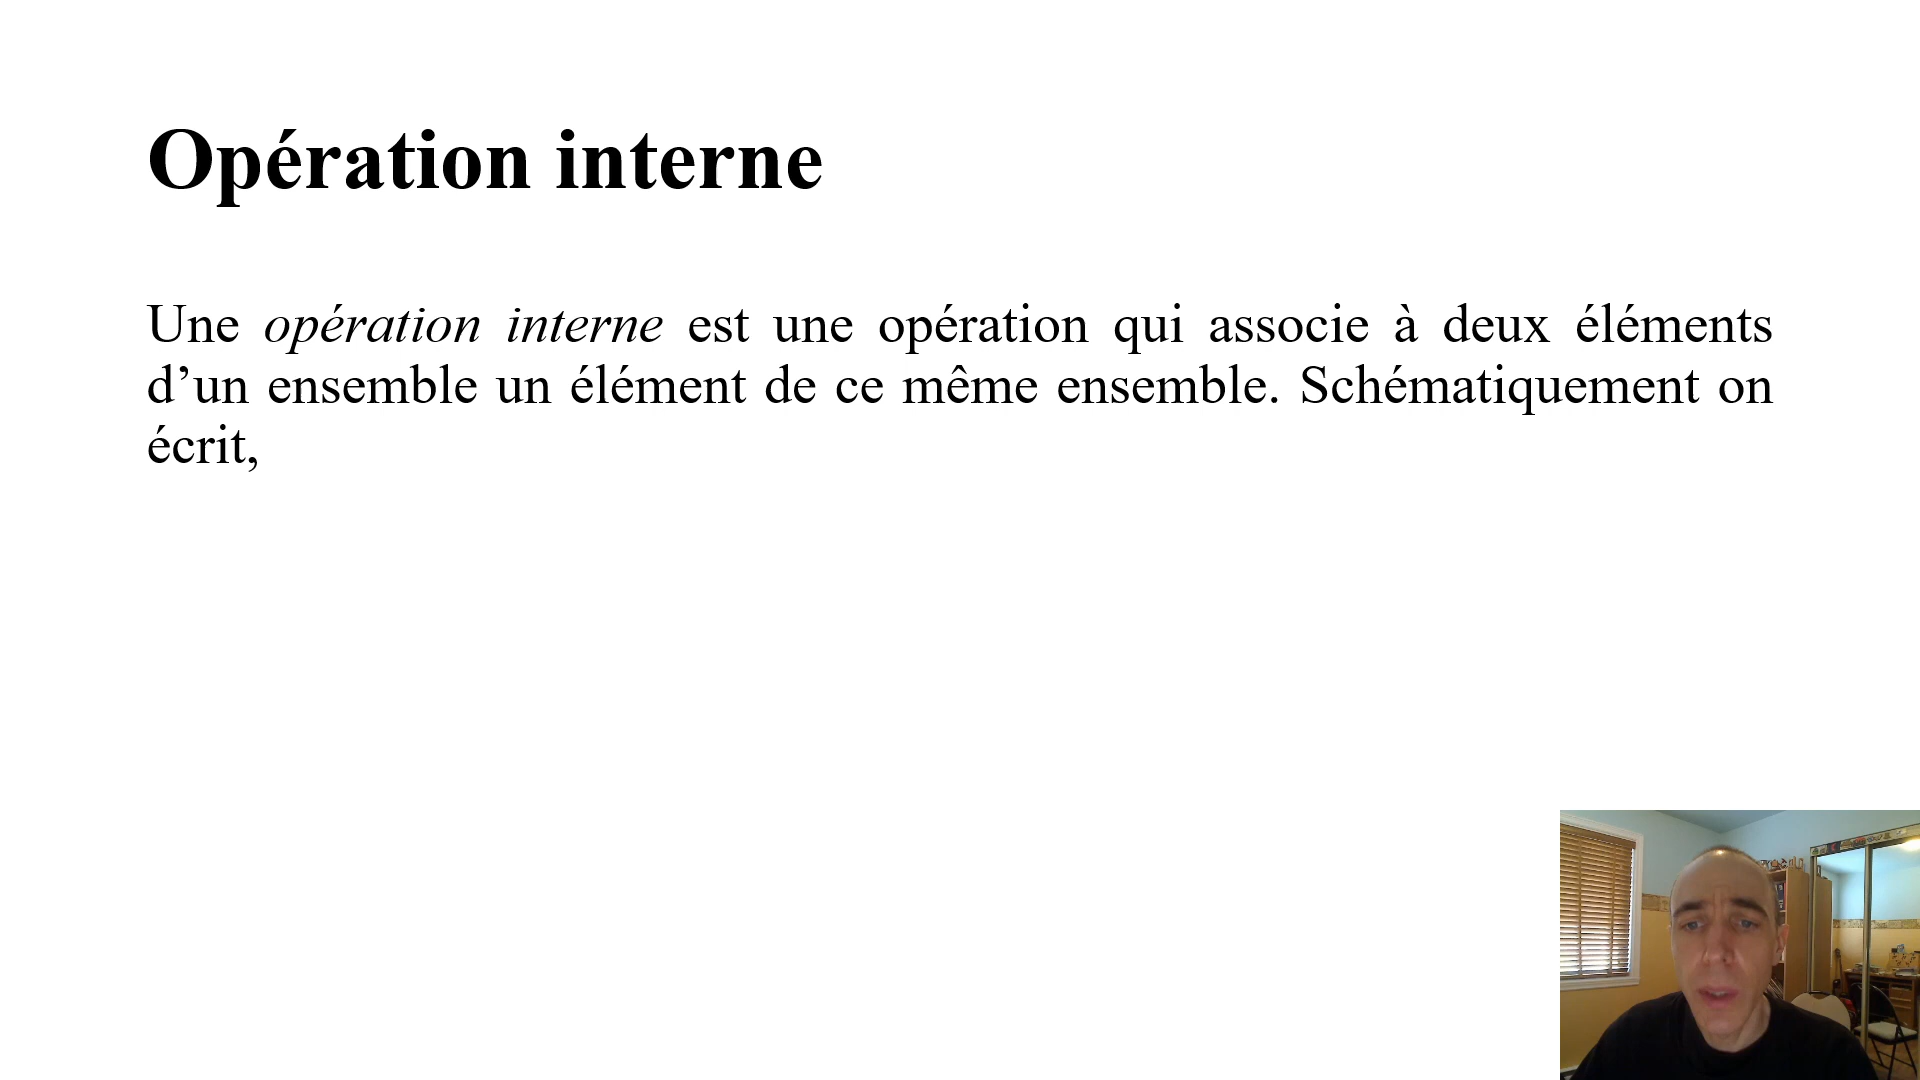 Opération interne
Une opération interne est une opération qui associe à deux éléments
d’un ensemble un élément de ce même ensemble. Schématiquement on
écrit,